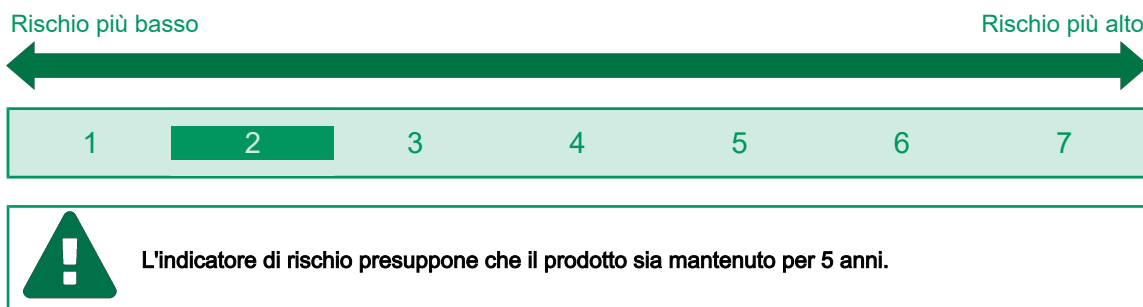 Rischio più basso Rischio più alto
1 2 3 4 5 6 7
L'indicatore di rischio presuppone che il prodotto sia mantenuto per 5 anni.